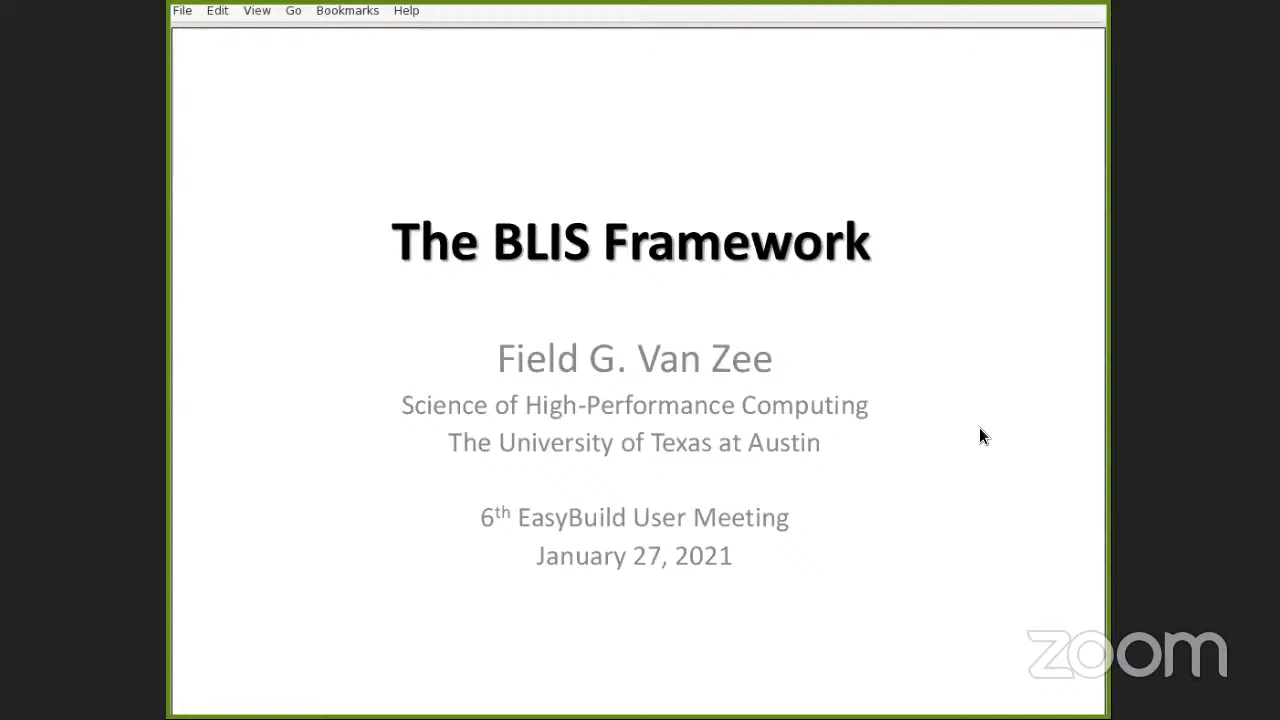 File Edit View Go Bookmarks Help
The BLIS Framework
Field G. Van Zee
Science of High-Performance Computing
The University of Texas at Austin
6th EasyBuild User Meeting
January 27, 2021
zoom